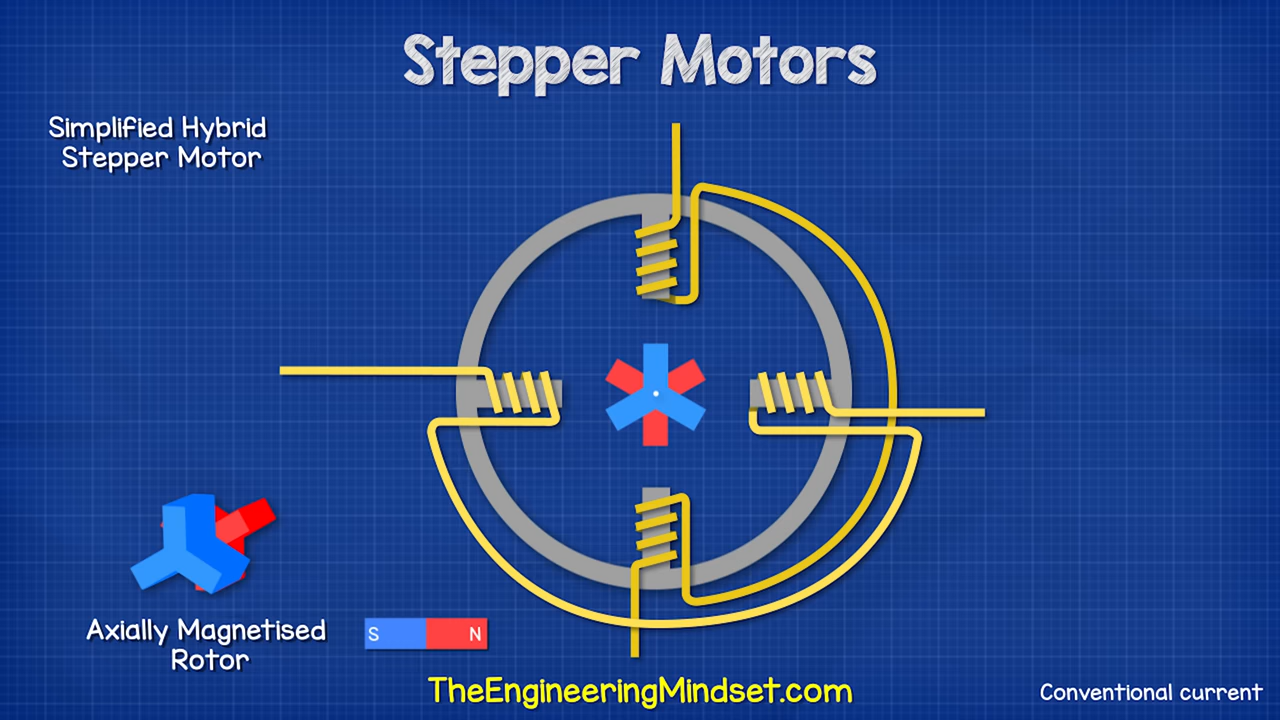 Stepper Motors
Simplified Hybrid
Stepper Motor
Axially Magnetised
Rotor
S N
TheEngineeringMindset.com
Conventional current